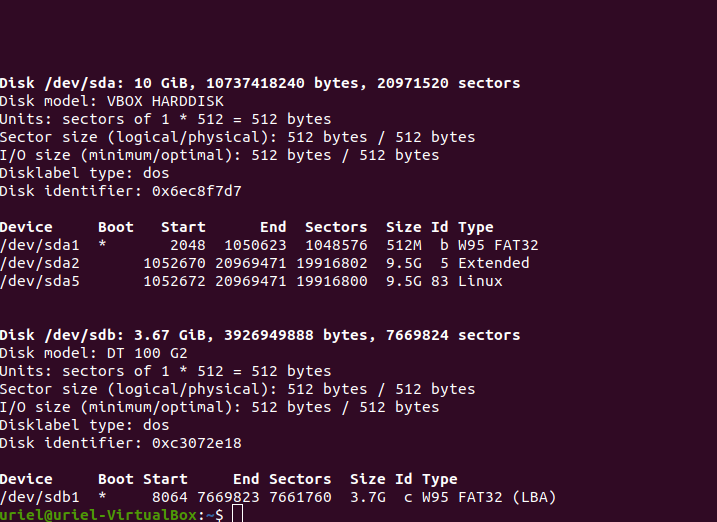 Disk /dev/sda: 10 GiB, 10737418240 bytes, 20971520 sectors
Disk model: VBOX HARDDISK
Units: sectors of 1 * 512 = 512 bytes
Sector size (logical/physical): 512 bytes / 512 bytes
I/O size (minimum/optimal): 512 bytes / 512 bytes
Disklabel type: dos
Disk identifier: 0x6ec8f7d7
Device     Boot   Start      End  Sectors  Size Id Type
/dev/sda1  *       2048  1050623  1048576  512M  b W95 FAT32
/dev/sda2       1052670 20969471 19916802  9.5G  5 Extended
/dev/sda5       1052672 20969471 19916800  9.5G 83 Linux
Disk /dev/sdb: 3.67 GiB, 3926949888 bytes, 7669824 sectors
Disk model: DT 100 G2
Units: sectors of 1 * 512 = 512 bytes
Sector size (logical/physical): 512 bytes / 512 bytes
I/O size (minimum/optimal): 512 bytes / 512 bytes
Disklabel type: dos
Disk identifier: 0xc3072e18
Device     Boot Start     End Sectors  Size Id Type
/dev/sdb1  *     8064 7669823 7661760  3.7G  c W95 FAT32 (LBA)
uriel@uriel-VirtualBox:~$